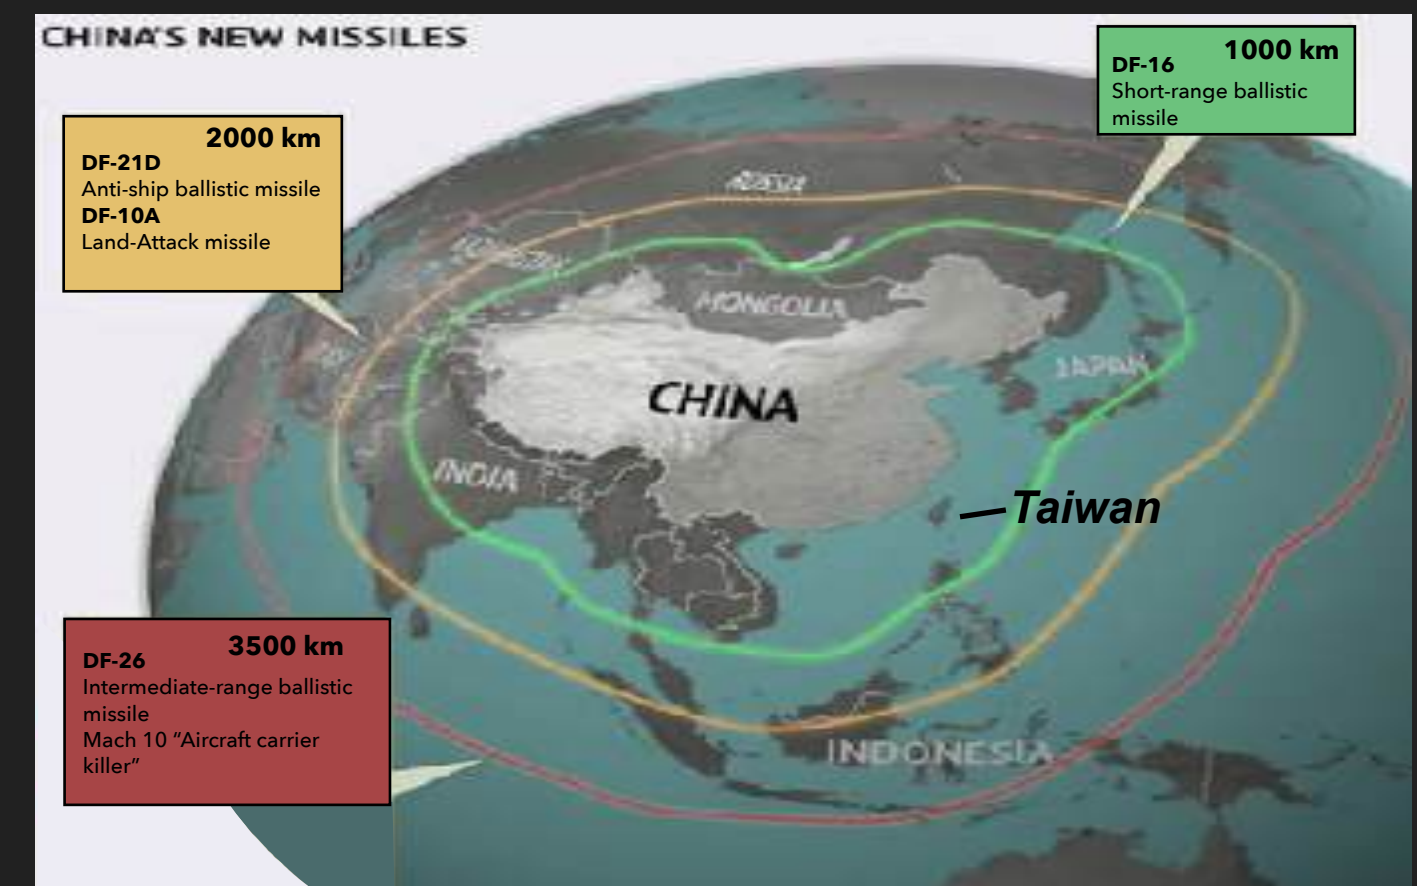 CHINA'S NEW MISSILES
1000 km
DF-16
Short-range ballistic
missile
2000 km
DF-21D
Anti-ship ballistic missile
DF-10A
Land-Attack missile
RUSSIA
MONGOLIA
CHINA
JAPAN
INDIA
Taiwan
3500 km
DF-26
Intermediate-range ballistic
missile
Mach 10 “Aircraft carrier
killer”
INDONESIA